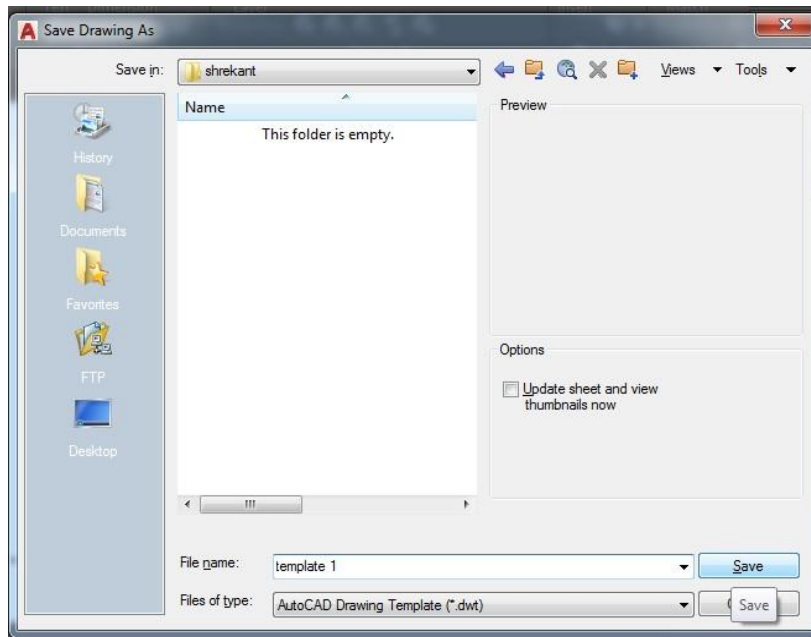 Save Drawing As
Save in:
shrekant
Views
Tools
Name
This folder is empty.
Preview
History
Documents
Favorites
FTP
Desktop
Options
Update sheet and view
thumbnails now
File name:
template 1
Save
Files of type:
AutoCAD Drawing Template (*.dwt)
Save